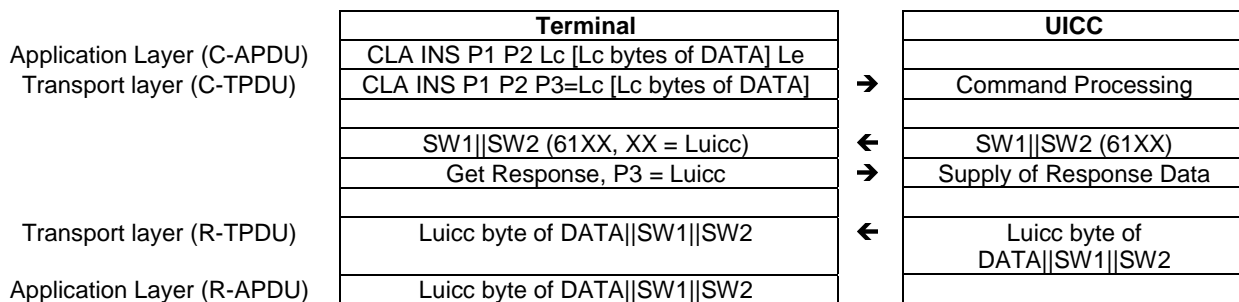 Terminal UICC
Application Layer (C-APDU) CLA INS P1 P2 Lc [Lc bytes of DATA] Le
Transport layer (C-TPDU) CLA INS P1 P2 P3=Lc [Lc bytes of DATA] ➔ Command Processing
SW1||SW2 (61XX, XX = Luicc) 🡸 SW1||SW2 (61XX)
Get Response, P3 = Luicc ➔ Supply of Response Data
Transport layer (R-TPDU) Luicc byte of DATA||SW1||SW2 🡸 Luicc byte of
DATA||SW1||SW2
Application Layer (R-APDU) Luicc byte of DATA||SW1||SW2